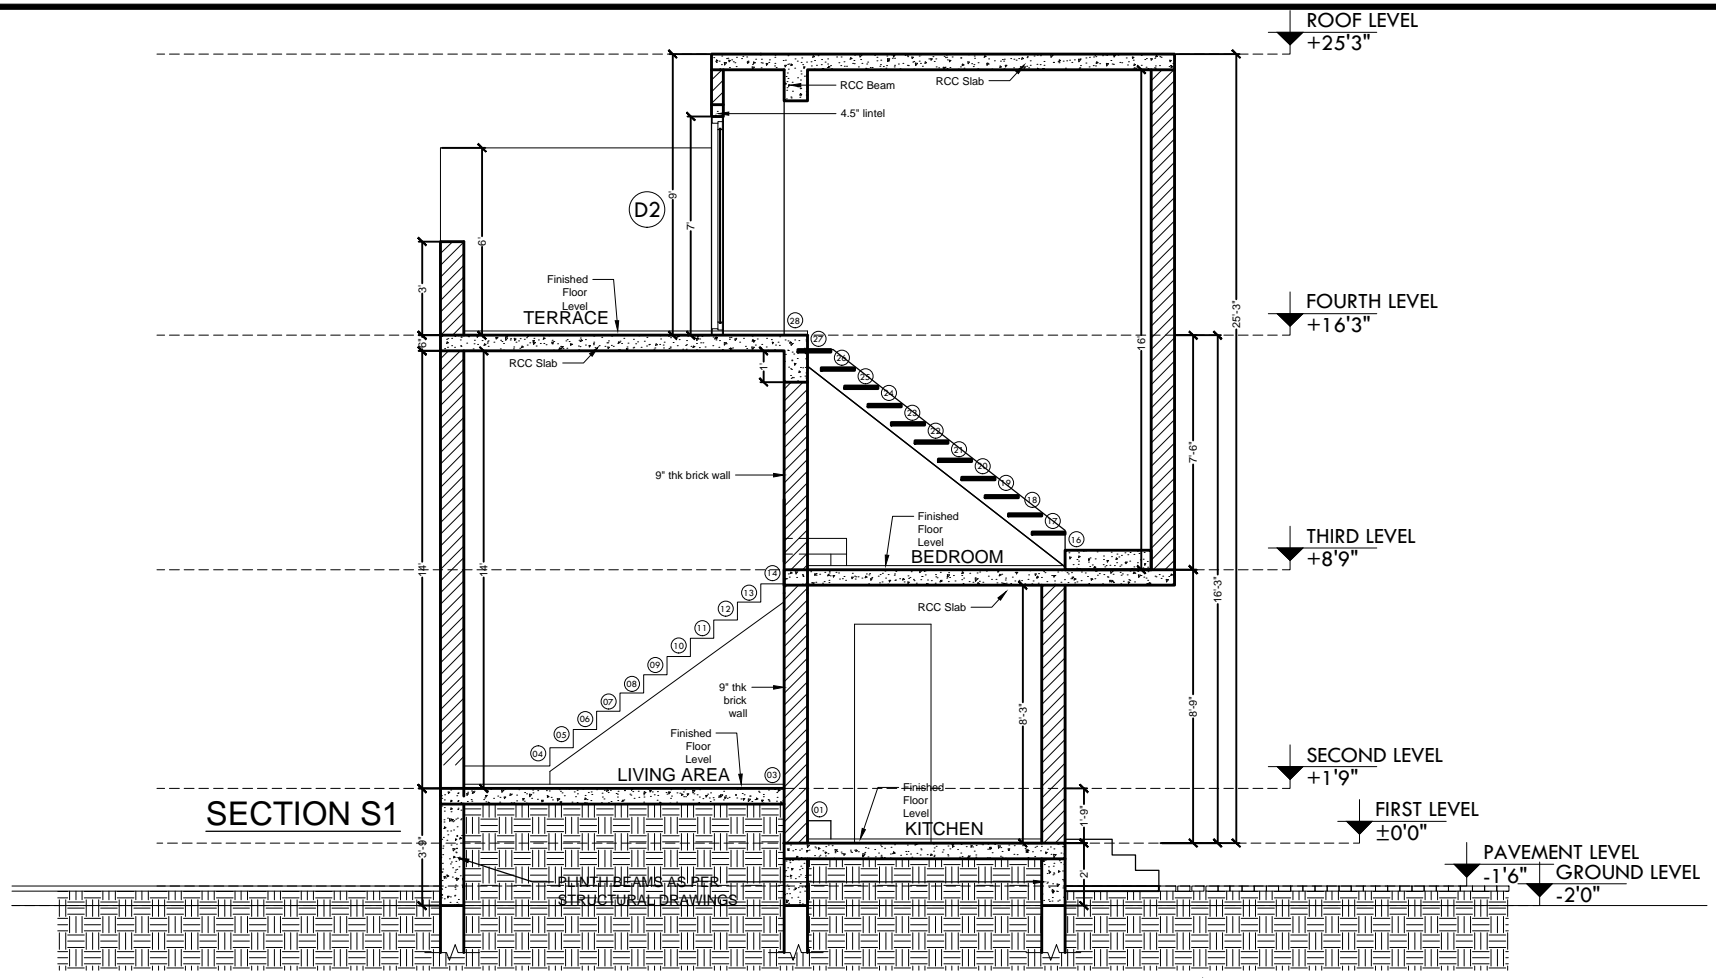 ROOF LEVEL
+25'3"
RCC Beam
RCC Slab
4.5" lintel
D2
9'
7'
6'
3'
25'-3"
16'
FOURTH LEVEL
+16'3"
Finished
Floor
Level
TERRACE
28
27
26
25
24
23
22
21
20
19
18
17
16
6"
RCC Slab
1'
9" thk brick wall
7'-6"
Finished
Floor
Level
BEDROOM
THIRD LEVEL
+8'9"
14'
14'
14
13
12
11
10
09
08
07
06
05
04
03
RCC Slab
16'-3"
9" thk
brick
wall
8'-3"
8'-9"
Finished
Floor
Level
LIVING AREA
SECOND LEVEL
+1'9"
SECTION S1
01
Finished
Floor
Level
KITCHEN
1'-9"
FIRST LEVEL
±0'0"
3'-9"
2'
PLINTH BEAMS AS PER
STRUCTURAL DRAWINGS
PAVEMENT LEVEL
-1'6"
GROUND LEVEL
-2'0"